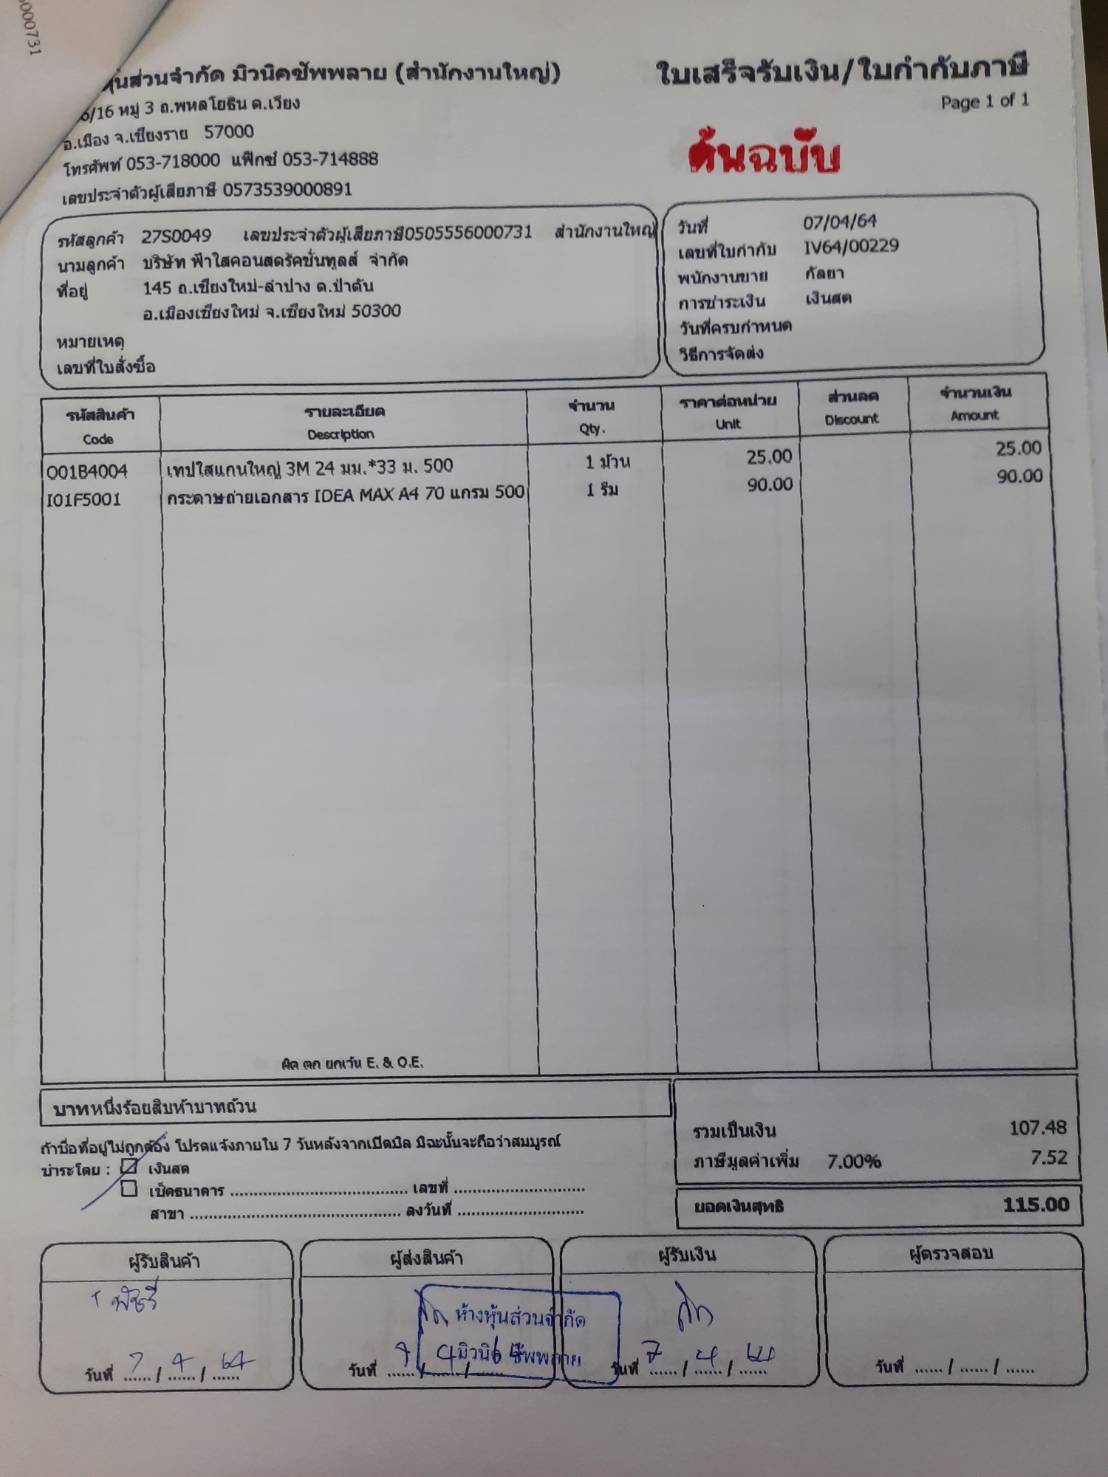 000731
หุ้นส่วนจำกัด มิวนิคซัพพลาย (สำนักงานใหญ่)
/16 หมู่ 3 ถ.พหลโยธิน ต.เวียง
อ.เมือง จ.เชียงราย 57000
โทรศัพท์ 053-718000 แฟ็กซ์ 053-714888
เลขประจำตัวผู้เสียภาษี 0573539000891
ใบเสร็จรับเงิน/ใบกำกับภาษี
Page 1 of 1
ต้นฉบับ
รหัสลูกค้า 27S0049 เลขประจำตัวผู้เสียภาษี0505556000731 สำนักงานใหญ่
นามลูกค้า บริษัท ฟ้าใสคอนสตรัคชั่นทูลส์ จำกัด
ที่อยู่ 145 ถ.เชียงใหม่-ลำปาง ต.ป่าตัน
อ.เมืองเชียงใหม่ จ.เชียงใหม่ 50300
หมายเหตุ
เลขที่ใบสั่งซื้อ
วันที่ 07/04/64
เลขที่ใบกำกับ IV64/00229
พนักงานขาย กัลยา
การชำระเงิน เงินสด
วันที่ครบกำหนด
วิธีการจัดส่ง
รหัสสินค้า รายละเอียด จำนวน ราคาต่อหน่วย ส่วนลด จำนวนเงิน
Code Description Qty. Unit Discount Amount
O01B4004 เทปใสแกนใหญ่ 3M 24 มม.*33 ม. 500 1 ม้วน 25.00 25.00
I01F5001 กระดาษถ่ายเอกสาร IDEA MAX A4 70 แกรม 500 1 รีม 90.00 90.00
ผิด ตก ยกเว้น E. & O.E.
บาทหนึ่งร้อยสิบห้าบาทถ้วน
ถ้าชื่อที่อยู่ไม่ถูกต้อง โปรดแจ้งภายใน 7 วันหลังจากเปิดบิล มิฉะนั้นจะถือว่าสมบูรณ์
ชำระโดย : เงินสด
เช็คธนาคาร ........................................ เลขที่ .............................
สาขา ............................................... ลงวันที่ ............................
รวมเป็นเงิน 107.48
ภาษีมูลค่าเพิ่ม 7.00% 7.52
ยอดเงินสุทธิ 115.00
ผู้รับสินค้า ผู้ส่งสินค้า ผู้รับเงิน ผู้ตรวจสอบ
ห้างหุ้นส่วนจำกัด
มิวนิค ซัพพลาย
วันที่ 7 / 4 / 64 วันที่ 7 / 4 / 64 วันที่ 7 / 4 / 64 วันที่ ...... / ...... / ......